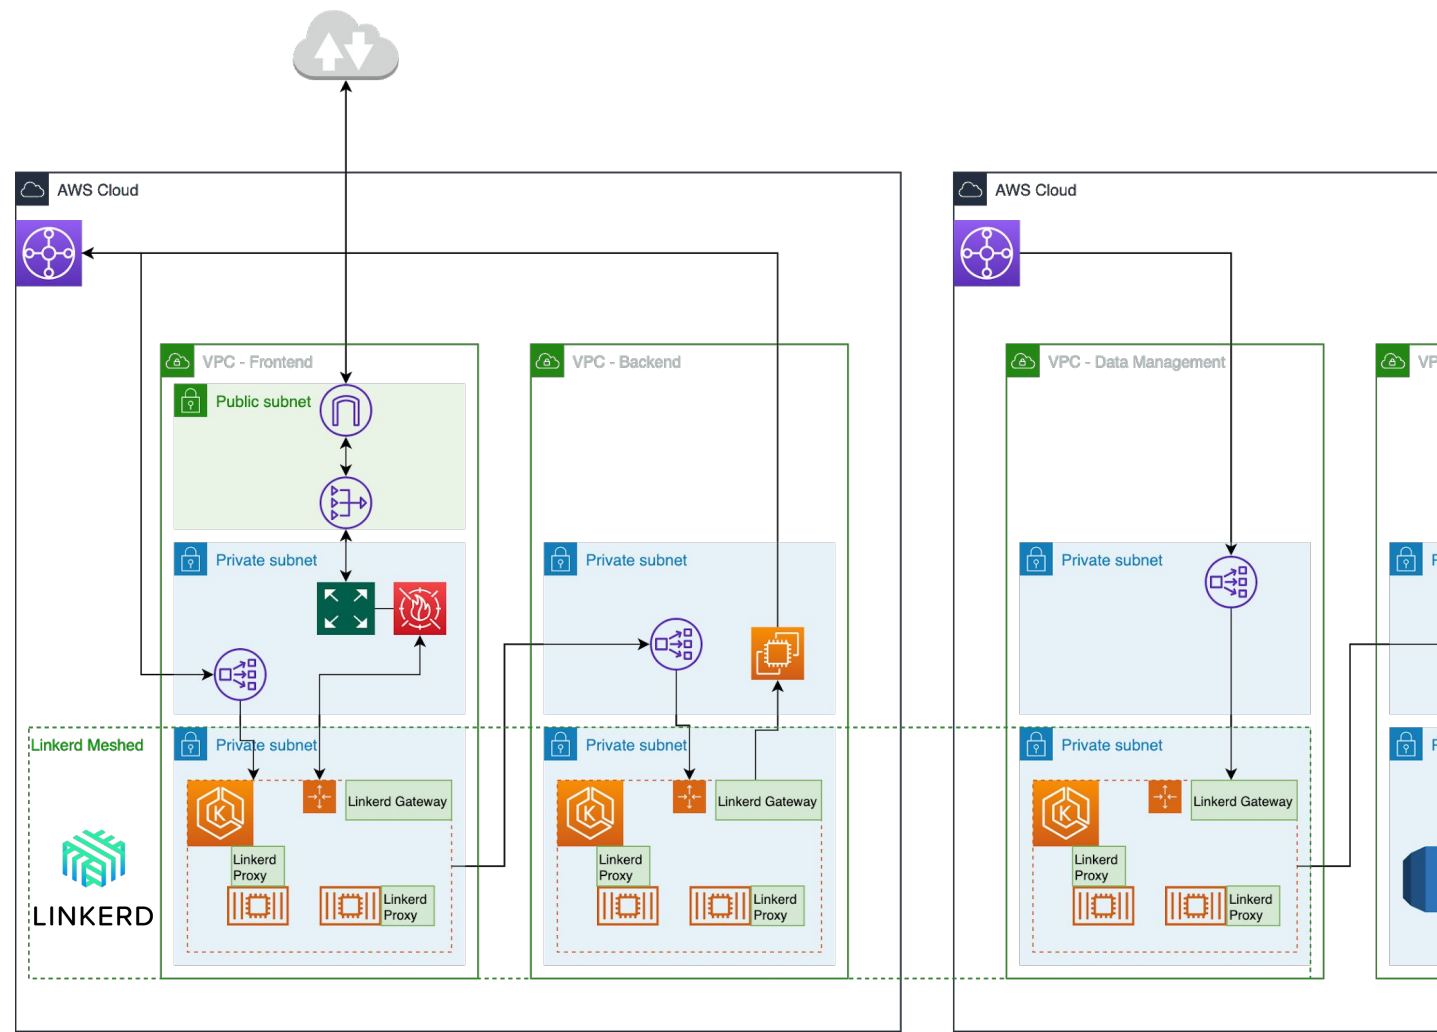 AWS Cloud
AWS Cloud
VPC - Frontend
VPC - Backend
VPC - Data Management
VP
Public subnet
Private subnet
Private subnet
Private subnet
Linkerd Meshed
Private subnet
Private subnet
Private subnet
K
Linkerd Gateway
K
Linkerd Gateway
K
Linkerd Gateway
Linkerd
Proxy
Linkerd
Proxy
Linkerd
Proxy
Linkerd
Proxy
Linkerd
Proxy
Linkerd
Proxy
LINKERD